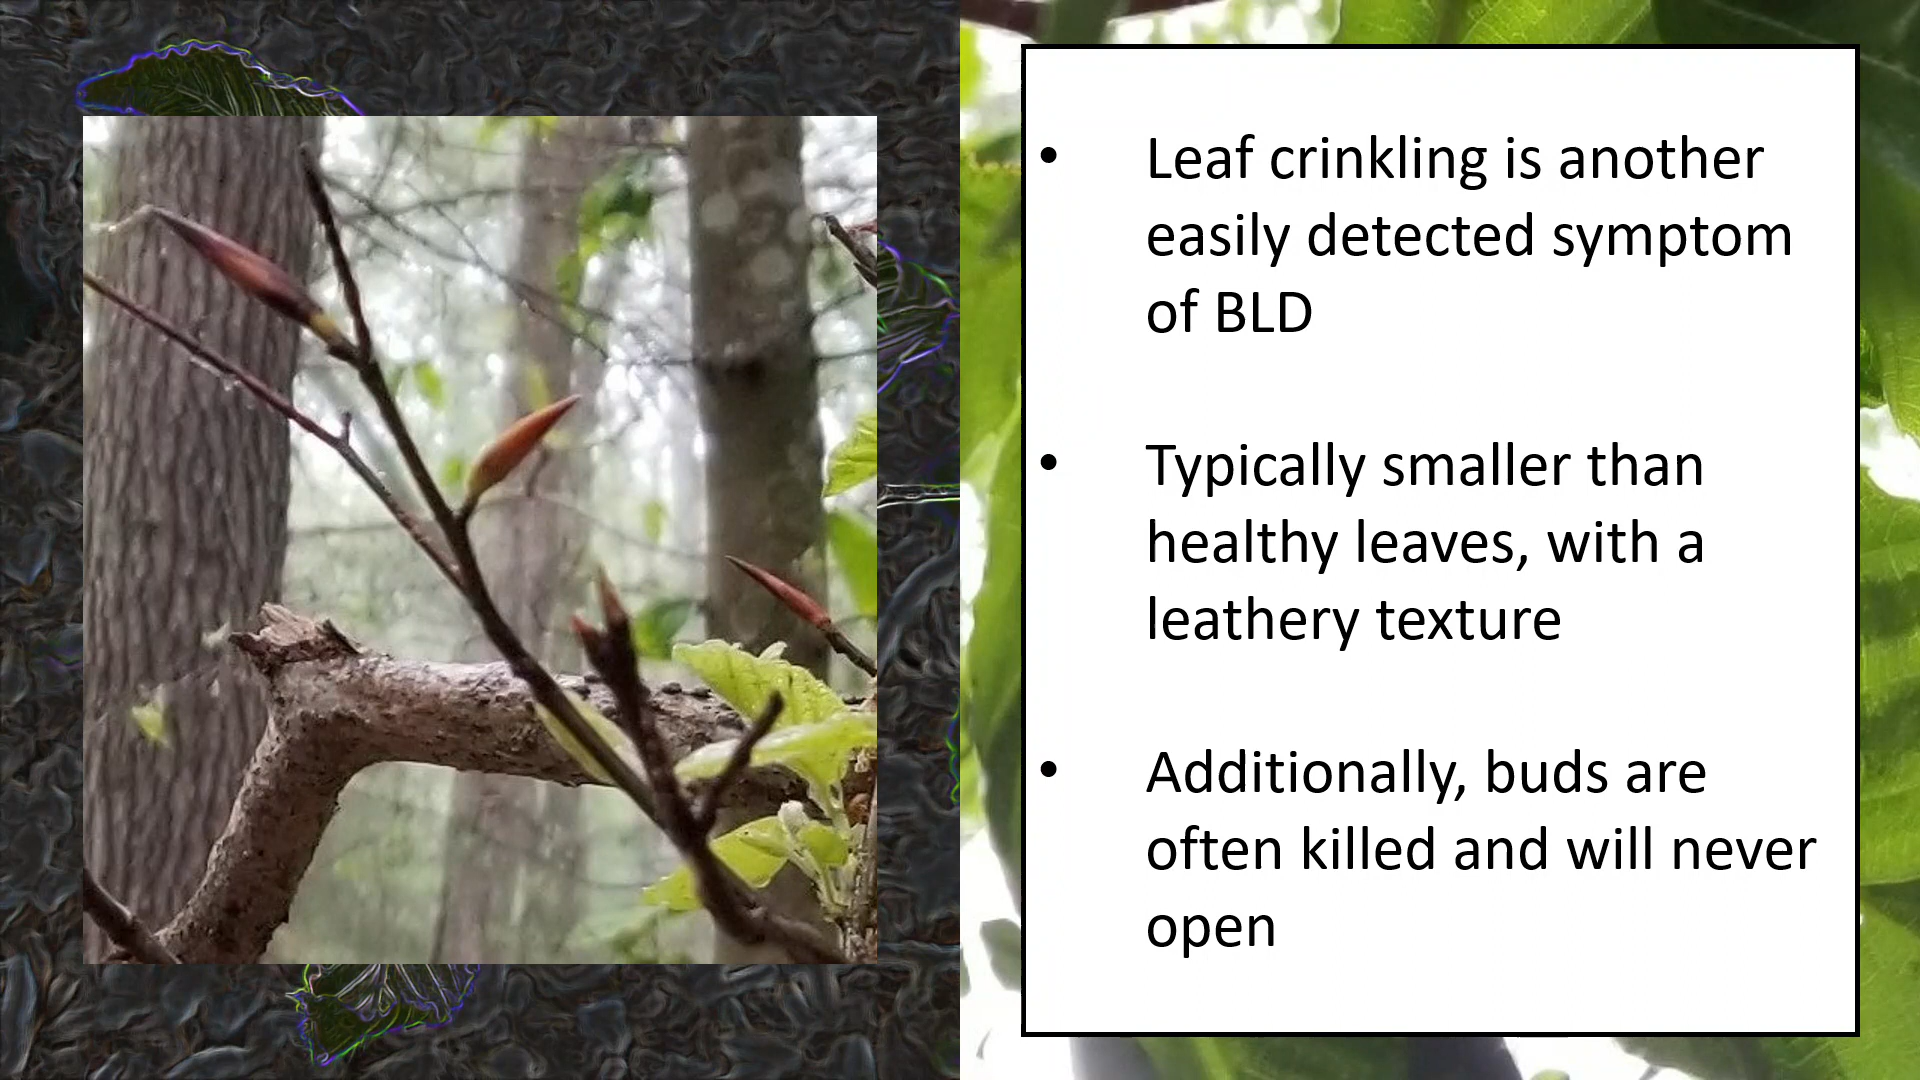 • Leaf crinkling is another
easily detected symptom
of BLD
• Typically smaller than
healthy leaves, with a
leathery texture
• Additionally, buds are
often killed and will never
open